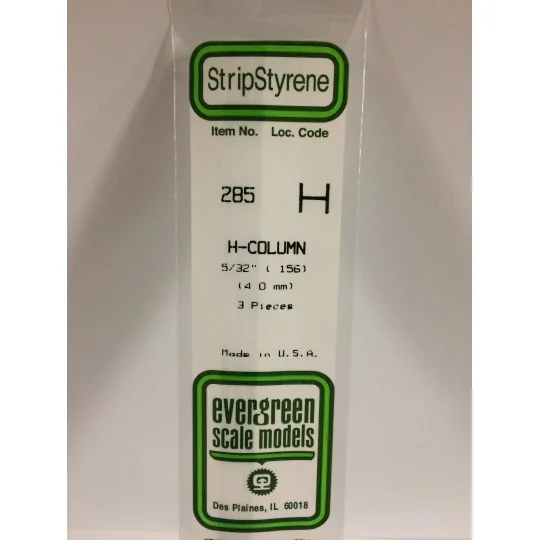 StripStyrene
Item No. Loc. Code
285 H
H-COLUMN
5/32" ( 156)
(4 0 mm)
3 Pieces
Made in U.S.A.
evergreen
scale models
Des Plaines, IL 60018